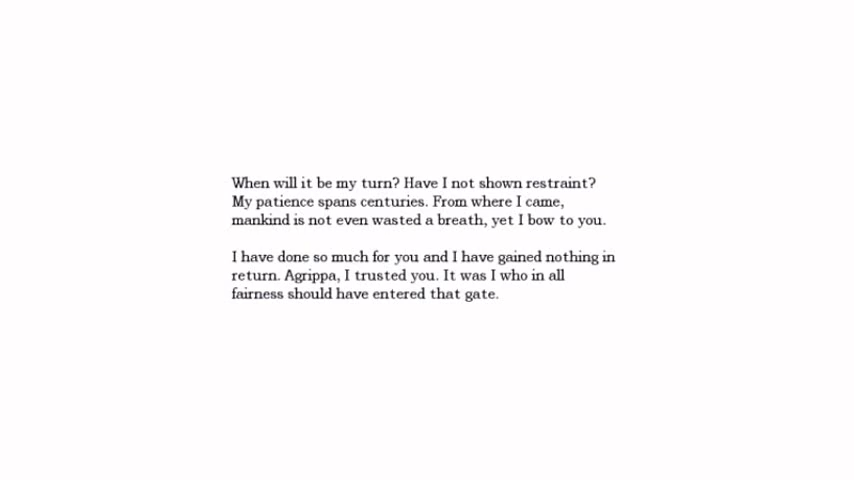 When will it be my turn? Have I not shown restraint?
My patience spans centuries. From where I came,
mankind is not even wasted a breath, yet I bow to you.
I have done so much for you and I have gained nothing in
return. Agrippa, I trusted you. It was I who in all
fairness should have entered that gate.